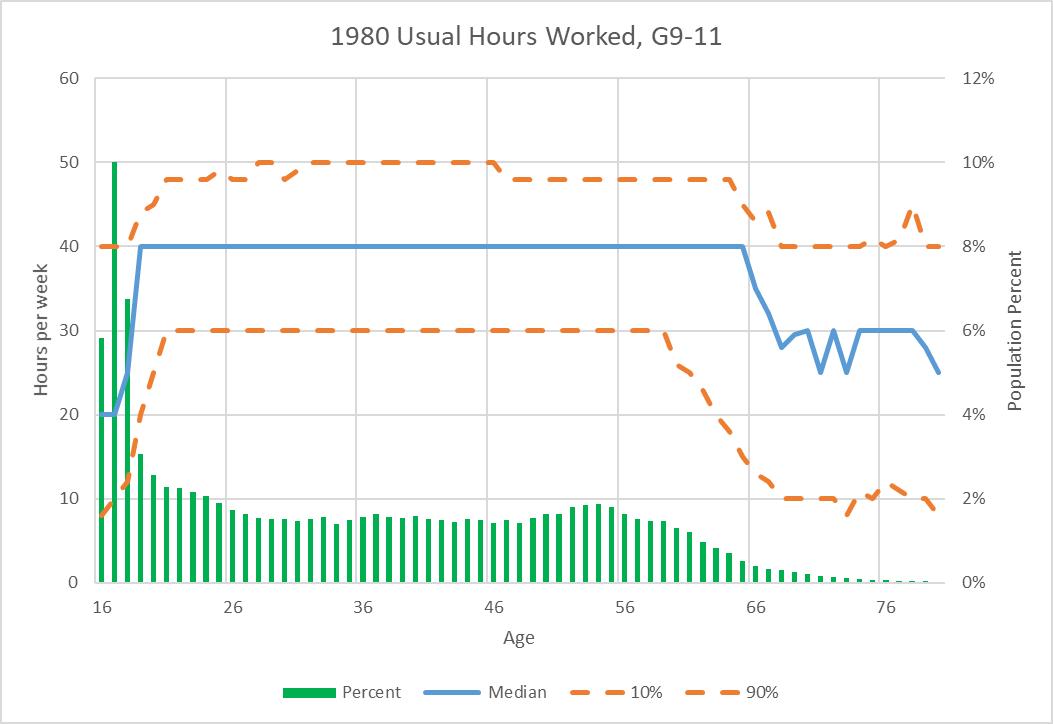 1980 Usual Hours Worked, G9-11
60
50
40
30
20
10
0
Hours per week
12%
10%
8%
6%
4%
2%
0%
Population Percent
16 26 36 46 56 66 76
Age
Percent Median 10% 90%